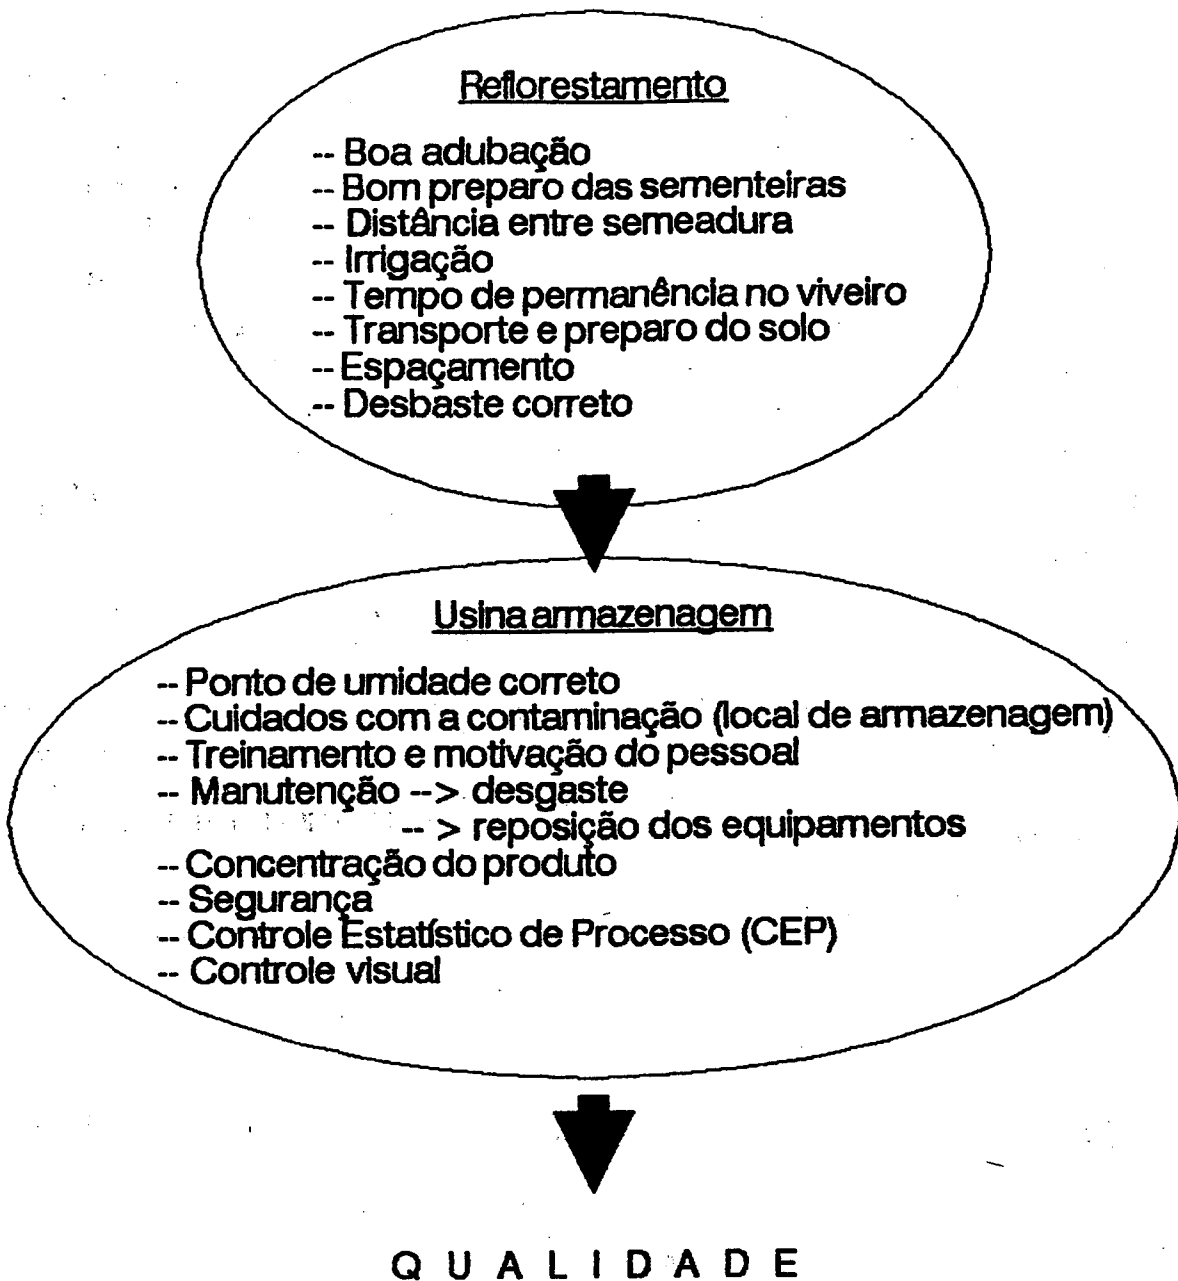 Reflorestamento
-- Boa adubação
-- Bom preparo das sementeiras
-- Distância entre semeadura
-- Irrigação
-- Tempo de permanência no viveiro
-- Transporte e preparo do solo
-- Espaçamento
-- Desbaste correto
Usina armazenagem
-- Ponto de umidade correto
-- Cuidados com a contaminação (local de armazenagem)
-- Treinamento e motivação do pessoal
-- Manutenção --> desgaste
-- > reposição dos equipamentos
-- Concentração do produto
-- Segurança
-- Controle Estatístico de Processo (CEP)
-- Controle visual
Q U A L I D A D E